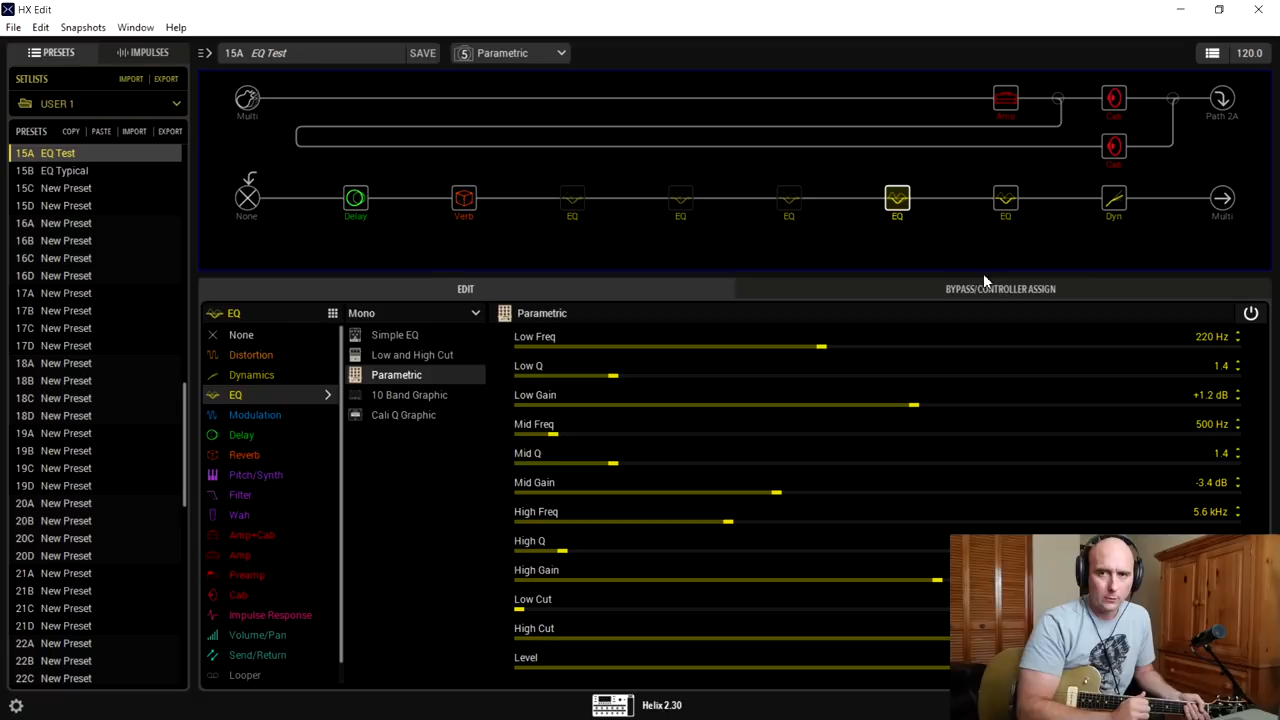 HX Edit
File Edit Snapshots Window Help
PRESETS IMPULSES 15A EQ Test SAVE 5 Parametric 120.0
SETLISTS IMPORT EXPORT
USER 1
PRESETS COPY PASTE IMPORT EXPORT
15A EQ Test
15B EQ Typical
15C New Preset
15D New Preset
16A New Preset
16B New Preset
16C New Preset
16D New Preset
17A New Preset
17B New Preset
17C New Preset
17D New Preset
18A New Preset
18B New Preset
18C New Preset
18D New Preset
19A New Preset
19B New Preset
19C New Preset
19D New Preset
20A New Preset
20B New Preset
20C New Preset
20D New Preset
21A New Preset
21B New Preset
21C New Preset
21D New Preset
22A New Preset
22B New Preset
22C New Preset
Multi Amp Cab Path 2A
Cab
None Delay Verb EQ EQ EQ EQ EQ Dyn Multi
EDIT BYPASS/CONTROLLER ASSIGN
EQ
None
Distortion
Dynamics
EQ
Modulation
Delay
Reverb
Pitch/Synth
Filter
Wah
Amp+Cab
Amp
Preamp
Cab
Impulse Response
Volume/Pan
Send/Return
Looper
Mono
Simple EQ
Low and High Cut
Parametric
10 Band Graphic
Cali Q Graphic
Parametric
Low Freq 220 Hz
Low Q 1.4
Low Gain +1.2 dB
Mid Freq 500 Hz
Mid Q 1.4
Mid Gain -3.4 dB
High Freq 5.6 kHz
High Q
High Gain
Low Cut
High Cut
Level
Helix 2.30